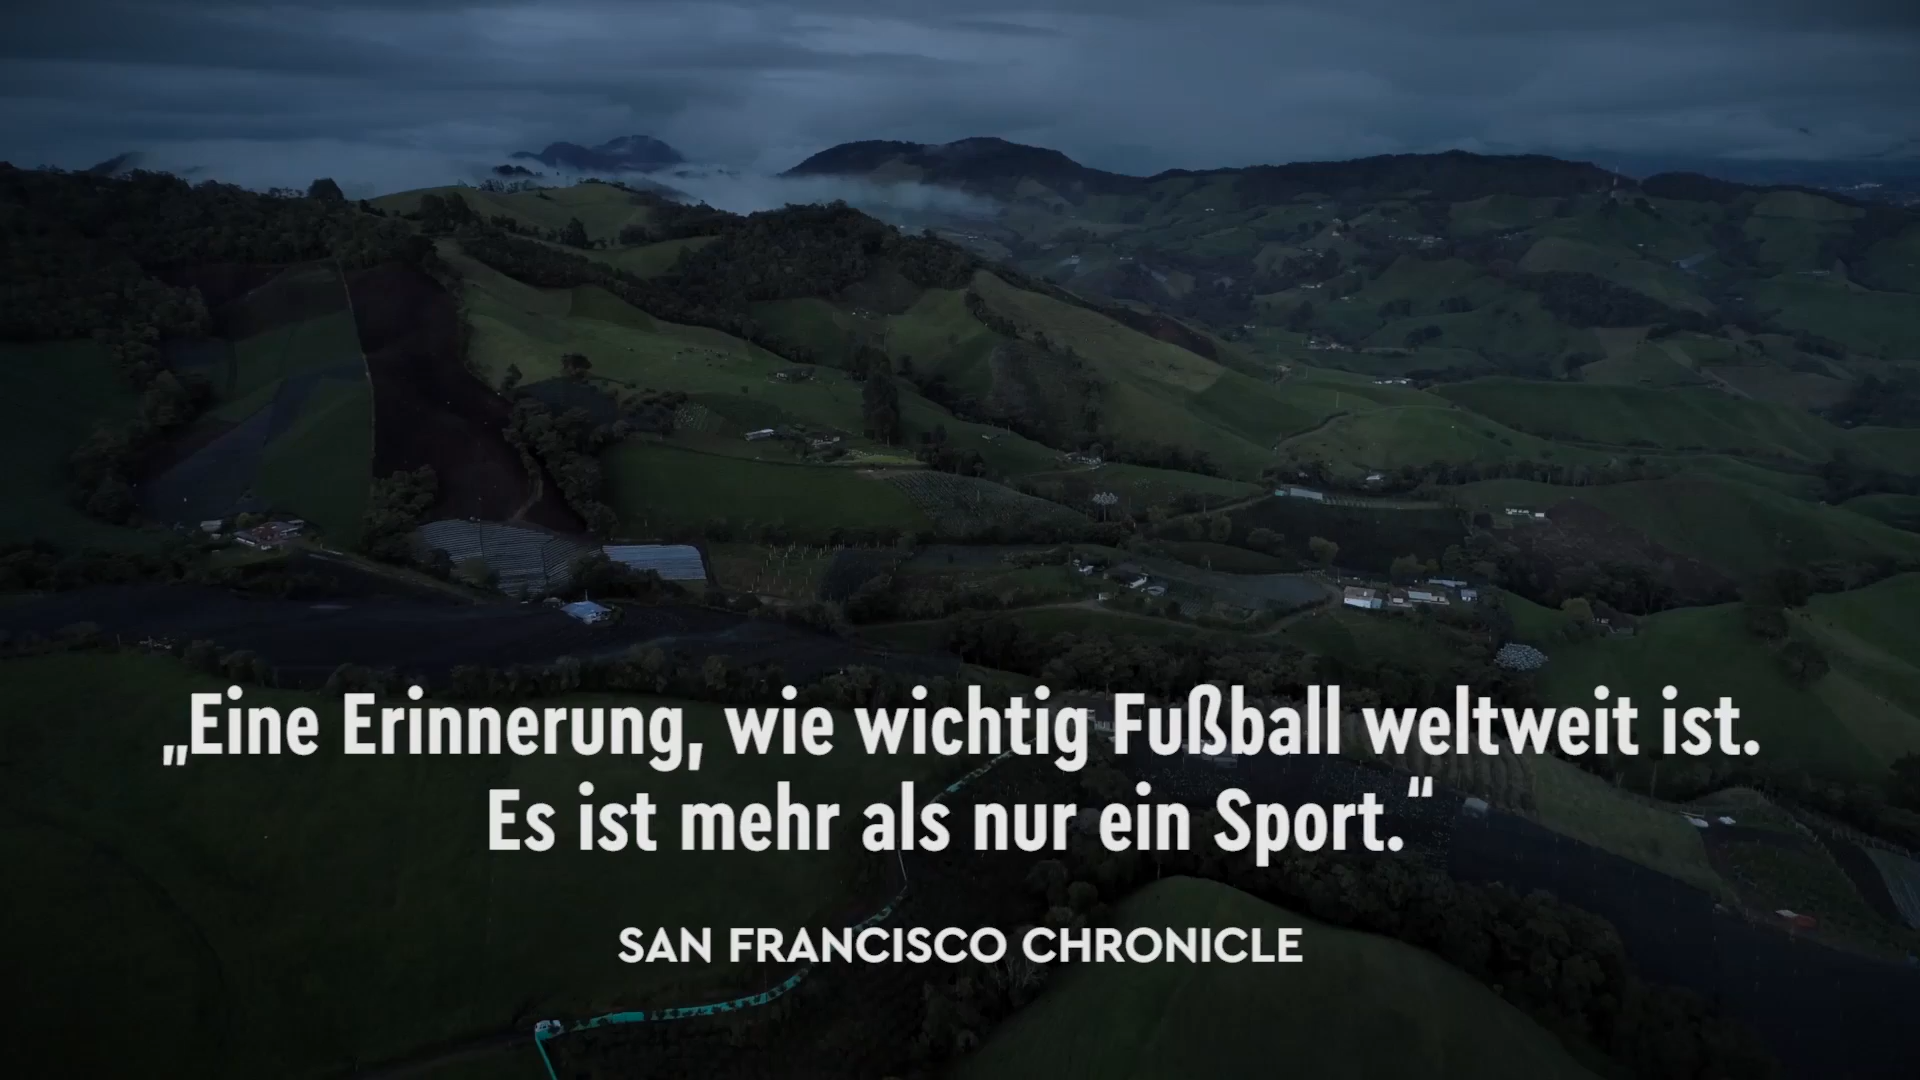 „Eine Erinnerung, wie wichtig Fußball weltweit ist.
Es ist mehr als nur ein Sport.“
SAN FRANCISCO CHRONICLE